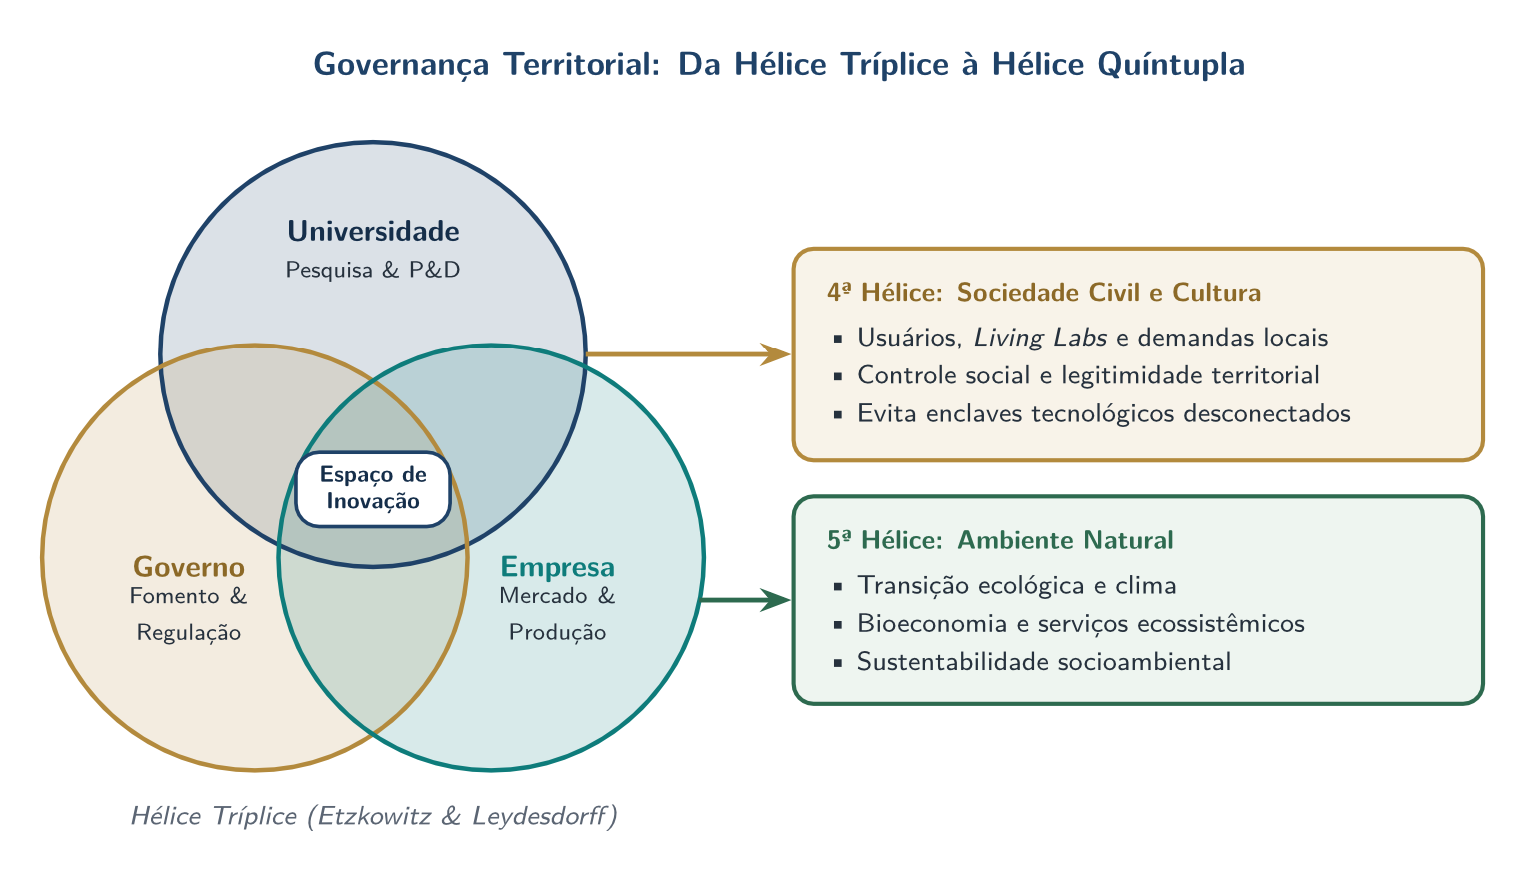 Governança Territorial: Da Hélice Tríplice à Hélice Quíntupla
Universidade
Pesquisa & P&D
Espaço de
Inovação
Governo
Fomento &
Regulação
Empresa
Mercado &
Produção
Hélice Tríplice (Etzkowitz & Leydesdorff)
4ª Hélice: Sociedade Civil e Cultura
▪ Usuários, Living Labs e demandas locais
▪ Controle social e legitimidade territorial
▪ Evita enclaves tecnológicos desconectados
5ª Hélice: Ambiente Natural
▪ Transição ecológica e clima
▪ Bioeconomia e serviços ecossistêmicos
▪ Sustentabilidade socioambiental